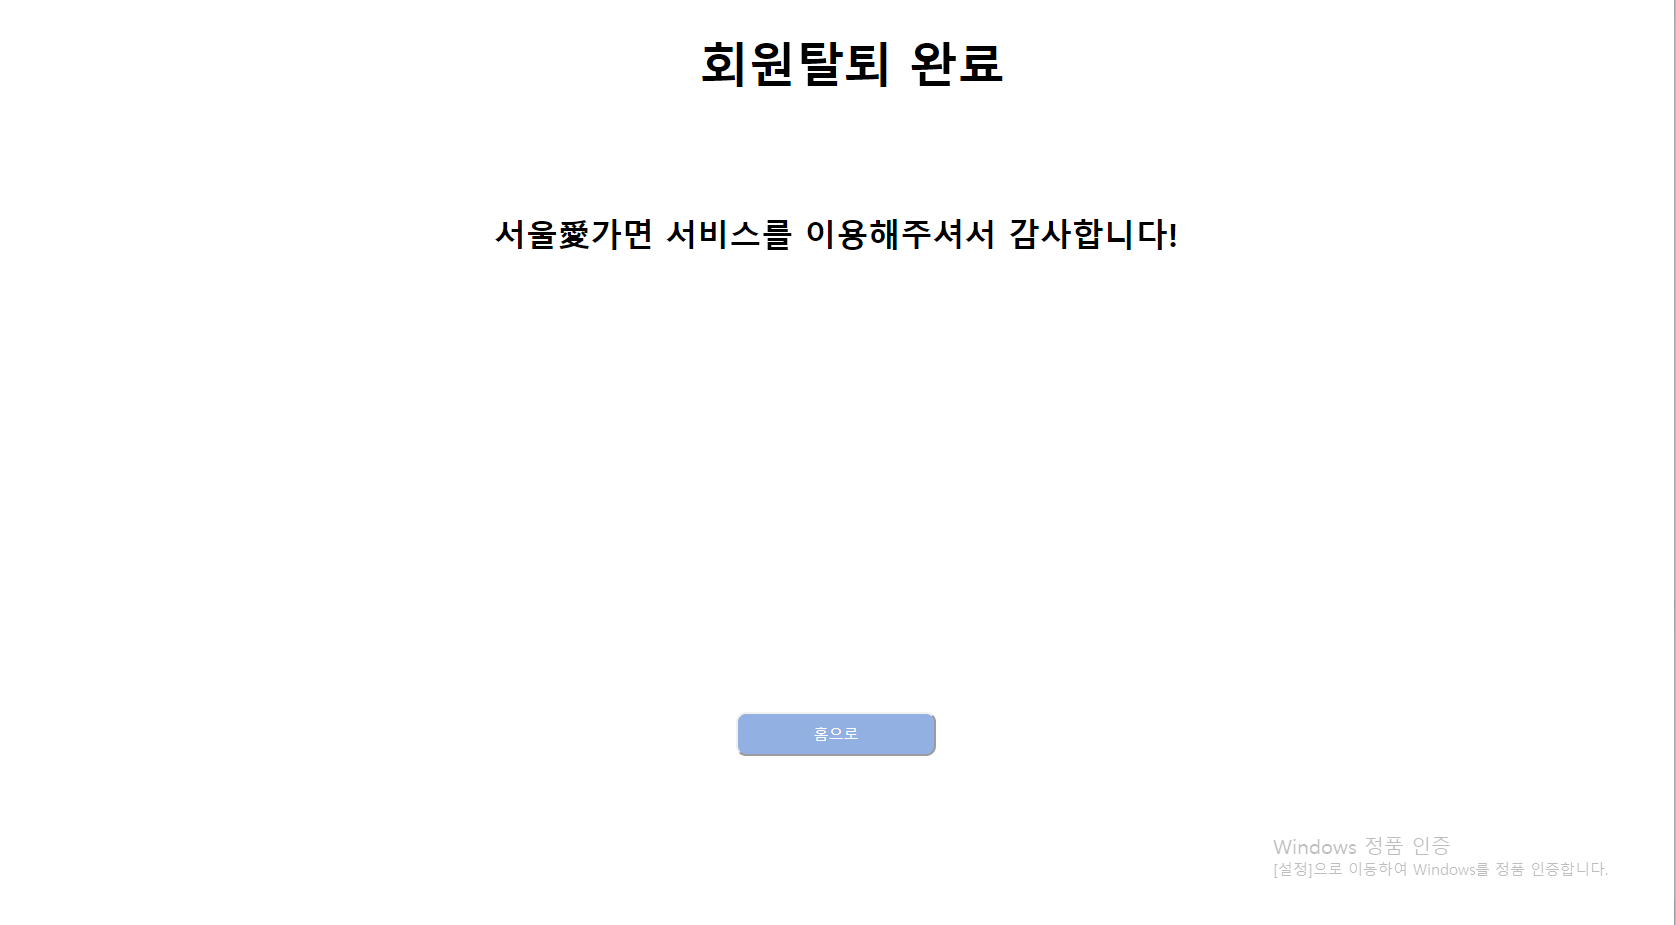 회원탈퇴 완료
서울愛가면 서비스를 이용해주셔서 감사합니다!
홈으로
Windows 정품 인증
[설정]으로 이동하여 Windows를 정품 인증합니다.